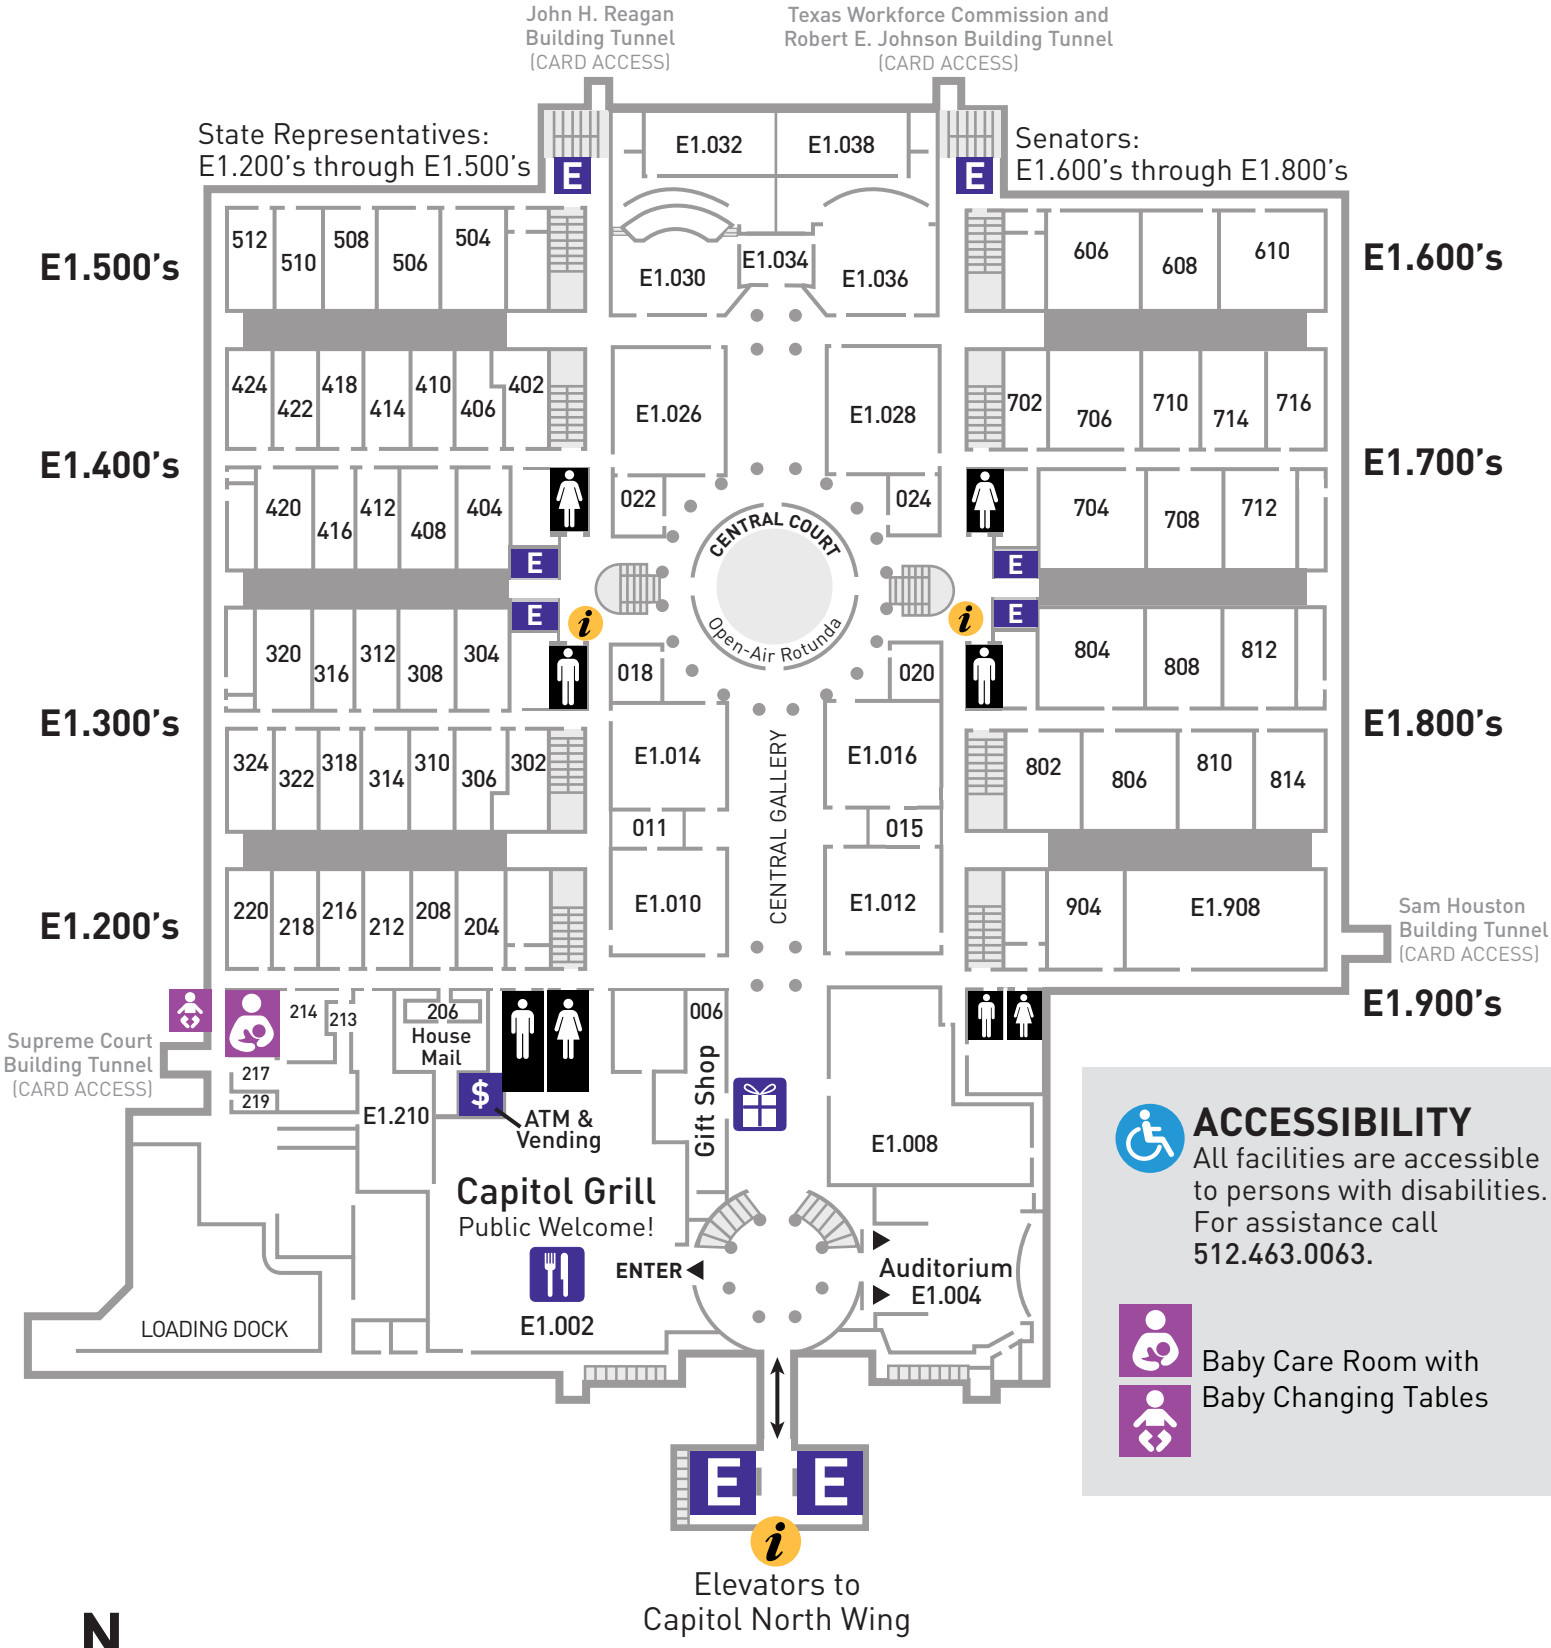 John H. Reagan
Building Tunnel
(CARD ACCESS)
Texas Workforce Commission and
Robert E. Johnson Building Tunnel
(CARD ACCESS)
State Representatives:
E1.200's through E1.500's
Senators:
E1.600's through E1.800's
E
E
E1.032
E1.038
E1.030
E1.034
E1.036
E1.500's
512
510
508
506
504
606
608
610
E1.600's
424
422
418
414
410
406
402
E1.026
E1.028
702
706
710
714
716
E1.400's
E1.700's
420
416
412
408
404
022
024
704
708
712
CENTRAL COURT
Open-Air Rotunda
E
E
E
E
i
i
320
316
312
308
304
018
020
804
808
812
E1.300's
E1.800's
324
322
318
314
310
306
302
E1.014
E1.016
802
806
810
814
CENTRAL GALLERY
011
015
E1.200's
220
218
216
212
208
204
E1.010
E1.012
904
E1.908
Sam Houston
Building Tunnel
(CARD ACCESS)
E1.900's
Supreme Court
Building Tunnel
(CARD ACCESS)
214
213
206
House
Mail
217
219
E1.210
$
ATM &
Vending
006
Gift Shop
E1.008
Capitol Grill
Public Welcome!
ENTER
E1.002
Auditorium
E1.004
LOADING DOCK
ACCESSIBILITY
All facilities are accessible
to persons with disabilities.
For assistance call
512.463.0063.
Baby Care Room with
Baby Changing Tables
E
E
i
Elevators to
Capitol North Wing
N